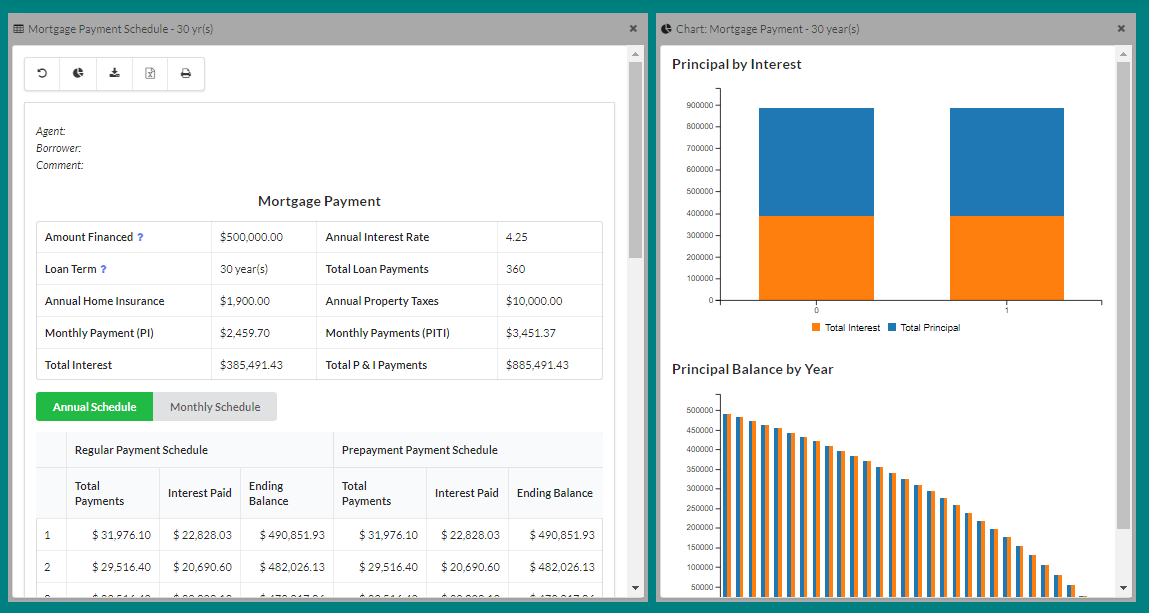 Mortgage Payment Schedule - 30 yr(s)
Agent:
Borrower:
Comment:
Mortgage Payment
Amount Financed ? $500,000.00 Annual Interest Rate 4.25
Loan Term ? 30 year(s) Total Loan Payments 360
Annual Home Insurance $1,900.00 Annual Property Taxes $10,000.00
Monthly Payment (PI) $2,459.70 Monthly Payments (PITI) $3,451.37
Total Interest $385,491.43 Total P & I Payments $885,491.43
Annual Schedule Monthly Schedule
Regular Payment Schedule Prepayment Payment Schedule
Total Payments Interest Paid Ending Balance Total Payments Interest Paid Ending Balance
1 $ 31,976.10 $ 22,828.03 $ 490,851.93 $ 31,976.10 $ 22,828.03 $ 490,851.93
2 $ 29,516.40 $ 20,690.60 $ 482,026.13 $ 29,516.40 $ 20,690.60 $ 482,026.13
Chart: Mortgage Payment - 30 year(s)
Principal by Interest
900000
800000
700000
600000
500000
400000
300000
200000
100000
0
0 1
Total Interest Total Principal
Principal Balance by Year
500000
450000
400000
350000
300000
250000
200000
150000
100000
50000